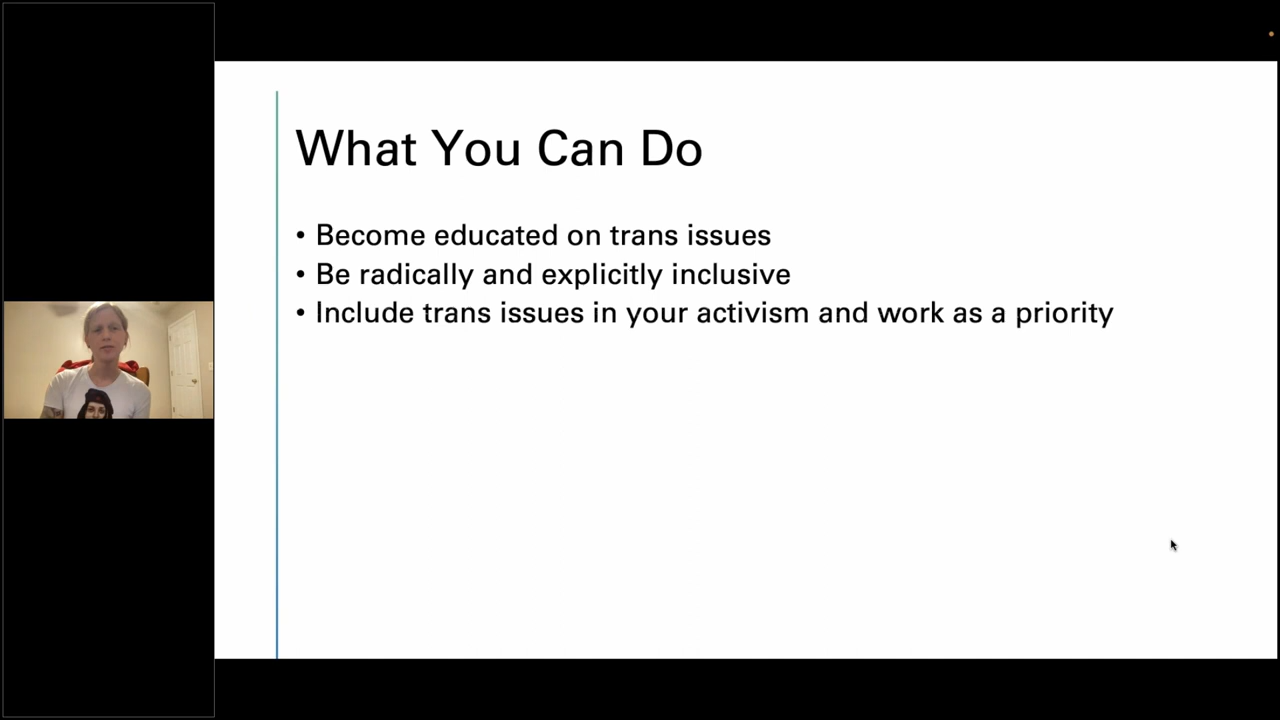 What You Can Do
• Become educated on trans issues
• Be radically and explicitly inclusive
• Include trans issues in your activism and work as a priority